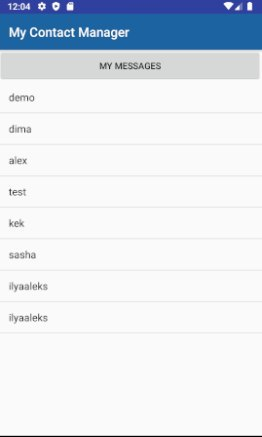 12:04
My Contact Manager
MY MESSAGES
demo
dima
alex
test
kek
sasha
ilyaaleks
ilyaaleks